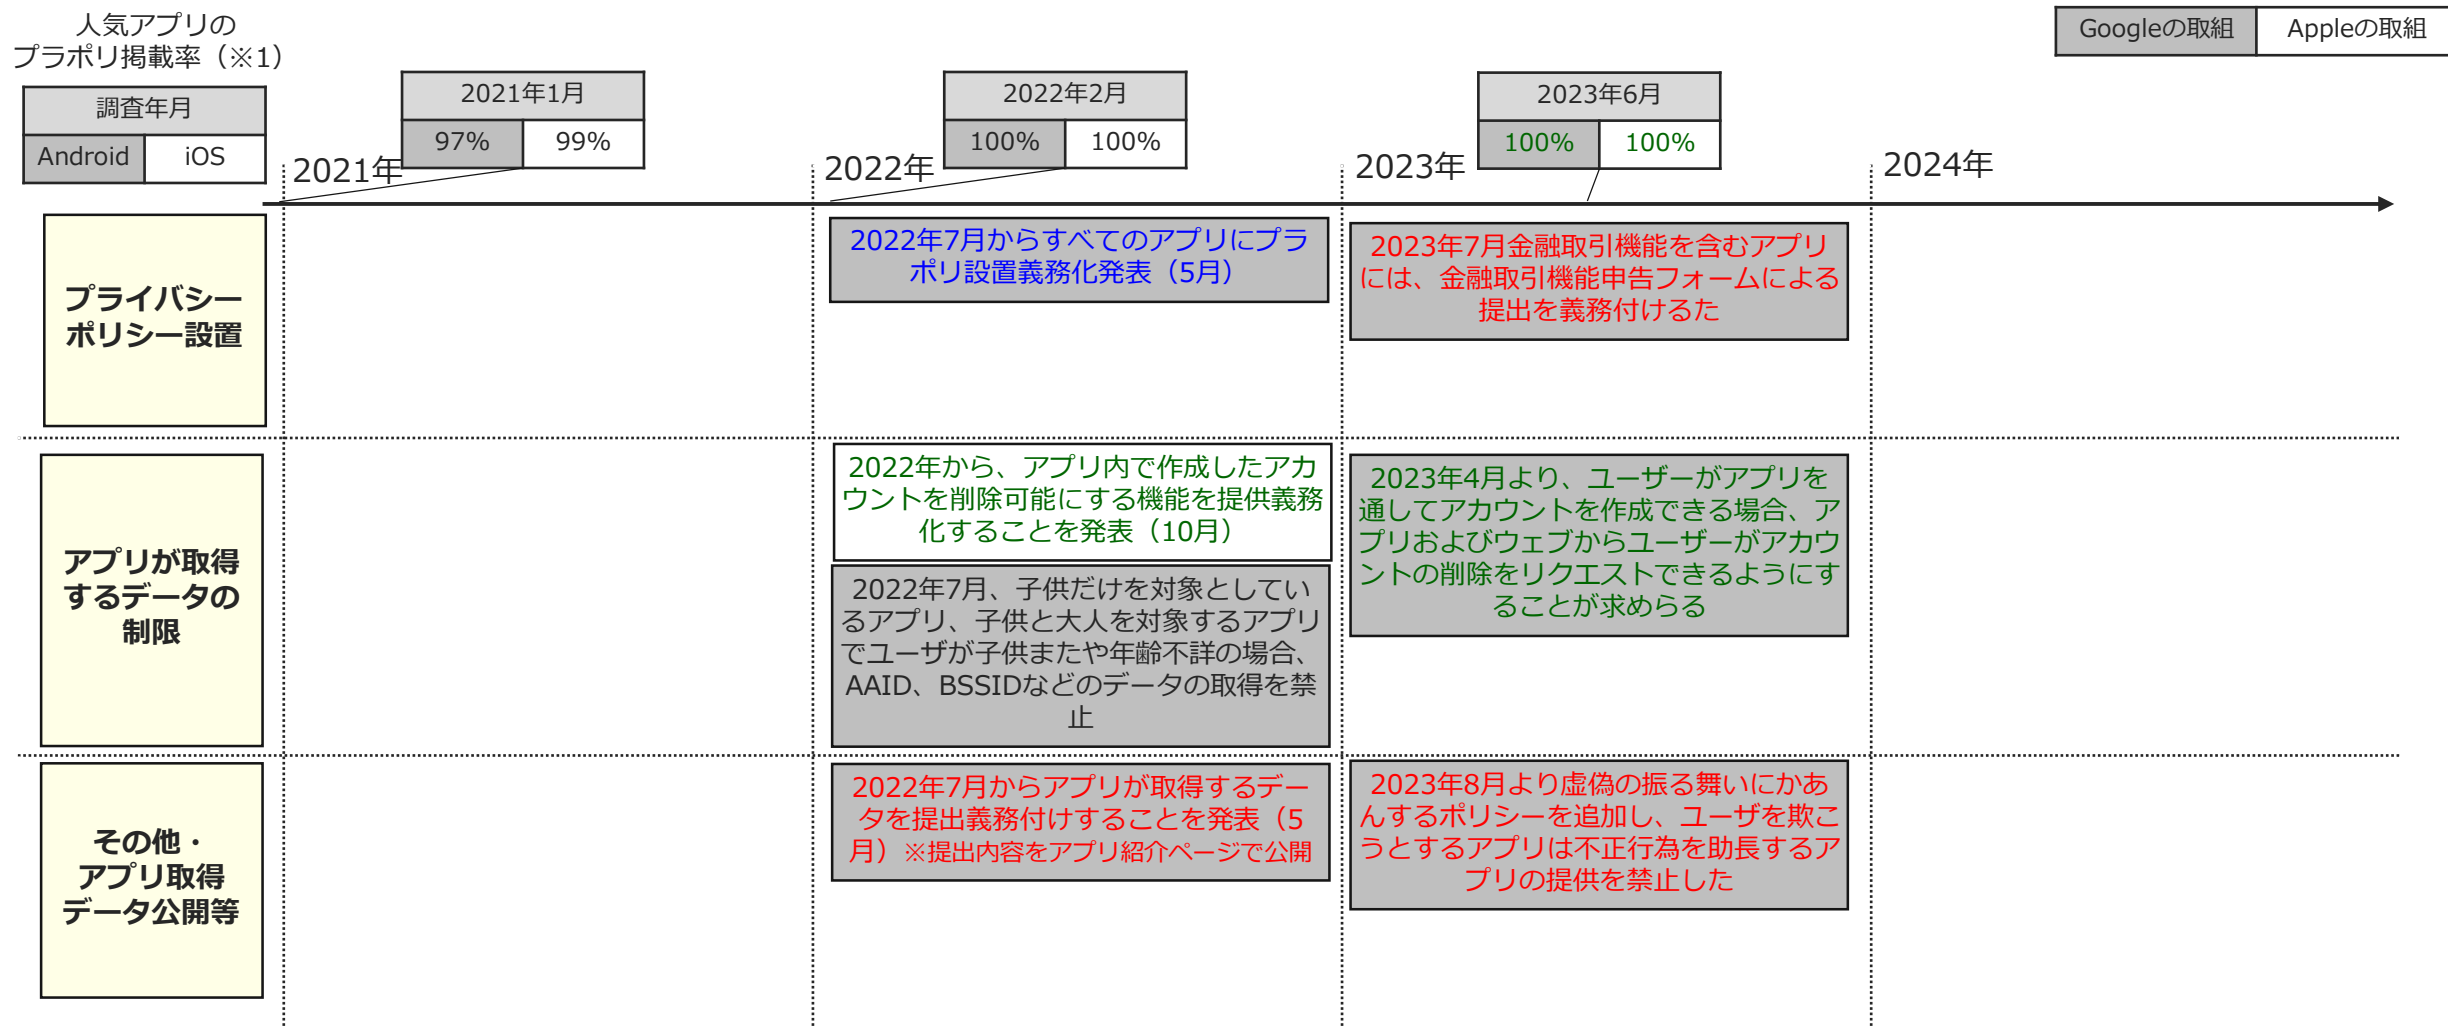 人気アプリの
プラポリ掲載率（※1）
Googleの取組 Appleの取組
調査年月
Android iOS
2021年1月
97% 99%
2022年2月
100% 100%
2023年6月
100% 100%
2021年
2022年
2023年
2024年
プライバシー
ポリシー設置
2022年7月からすべてのアプリにプラ
ポリ設置義務化発表（5月）
2023年7月金融取引機能を含むアプリ
には、金融取引機能申告フォームによる
提出を義務付けるた
アプリが取得
するデータの
制限
2022年から、アプリ内で作成したアカ
ウントを削除可能にする機能を提供義務
化することを発表（10月）
2022年7月、子供だけを対象としてい
るアプリ、子供と大人を対象するアプリ
でユーザが子供またや年齢不詳の場合、
AAID、BSSIDなどのデータの取得を禁
止
2023年4月より、ユーザーがアプリを
通してアカウントを作成できる場合、ア
プリおよびウェブからユーザーがアカウ
ントの削除をリクエストできるようにす
ることが求めらる
その他・
アプリ取得
データ公開等
2022年7月からアプリが取得するデー
タを提出義務付けすることを発表（5
月）※提出内容をアプリ紹介ページで公開
2023年8月より虚偽の振る舞いにかあ
んするポリシーを追加し、ユーザを欺こ
うとするアプリは不正行為を助長するア
プリの提供を禁止した